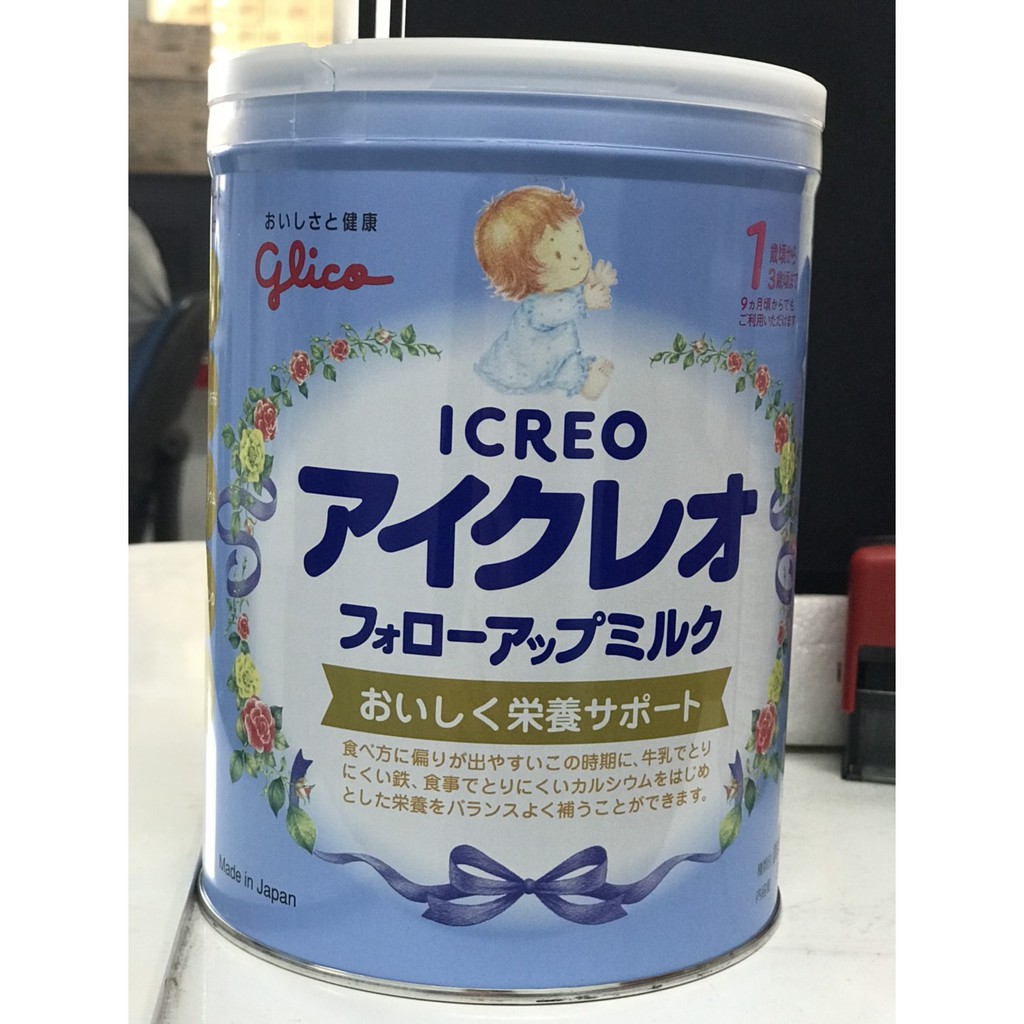 おいしさと健康
Glico
1歳頃から
3歳頃まで
9ヵ月頃からでも
ご利用いただけます
ICREO
アイクレオ
フォローアップミルク
おいしく栄養サポート
食べ方に偏りが出やすいこの時期に、牛乳でとり
にくい鉄、食事でとりにくいカルシウムをはじめ
とした栄養をバランスよく補うことができます。
Made in Japan